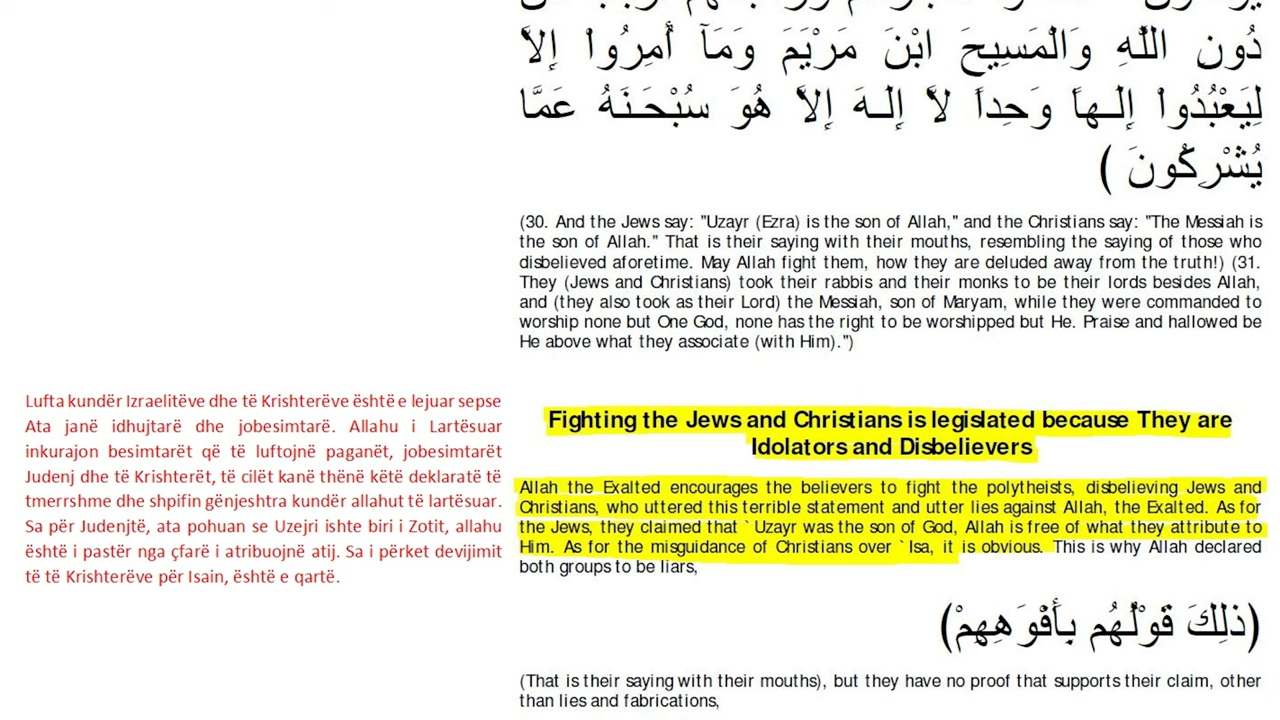 دُونِ اللَّهِ وَالْمَسِيحَ ابْنَ مَرْيَمَ وَمَآ أُمِرُواْ إِلاَّ
لِيَعْبُدُواْ إِلَـهاً وَحِداً لاَّ إِلَـهَ إِلاَّ هُوَ سُبْحَـنَهُ عَمَّا
يُشْرِكُونَ )
(30. And the Jews say: "Uzayr (Ezra) is the son of Allah," and the Christians say: "The Messiah is
the son of Allah." That is their saying with their mouths, resembling the saying of those who
disbelieved aforetime. May Allah fight them, how they are deluded away from the truth!) (31.
They (Jews and Christians) took their rabbis and their monks to be their lords besides Allah,
and (they also took as their Lord) the Messiah, son of Maryam, while they were commanded to
worship none but One God, none has the right to be worshipped but He. Praise and hallowed be
He above what they associate (with Him).")
Lufta kundër Izraelitëve dhe të Krishterëve është e lejuar sepse
Ata janë idhujtarë dhe jobesimtarë. Allahu i Lartësuar
inkurajon besimtarët që të luftojnë paganët, jobesimtarët
Judenj dhe të Krishterët, të cilët kanë thënë këtë deklaratë të
tmerrshme dhe shpifin gënjeshtra kundër allahut të lartësuar.
Sa për Judenjtë, ata pohuan se Uzejri ishte biri i Zotit, allahu
është i pastër nga çfarë i atribuojnë atij. Sa i përket devijimit
të të Krishterëve për Isain, është e qartë.
Fighting the Jews and Christians is legislated because They are
Idolators and Disbelievers
Allah the Exalted encourages the believers to fight the polytheists, disbelieving Jews and
Christians, who uttered this terrible statement and utter lies against Allah, the Exalted. As for
the Jews, they claimed that `Uzayr was the son of God, Allah is free of what they attribute to
Him. As for the misguidance of Christians over `Isa, it is obvious. This is why Allah declared
both groups to be liars,
(ذلِكَ قَوْلُهُم بِأَفْوَهِهِمْ)
(That is their saying with their mouths), but they have no proof that supports their claim, other
than lies and fabrications,